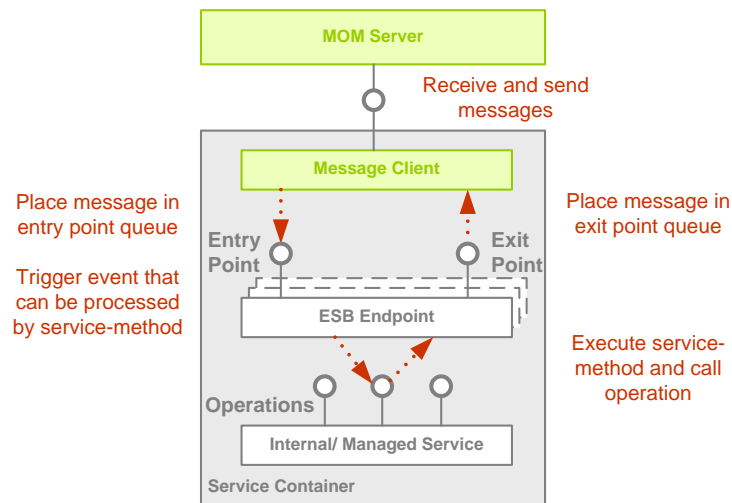 MOM Server
Receive and send
messages
Message Client
Place message in
entry point queue
Place message in
exit point queue
Entry
Point
Exit
Point
Trigger event that
can be processed
by service-method
ESB Endpoint
Execute service-
method and call
operation
Operations
Internal/ Managed Service
Service Container